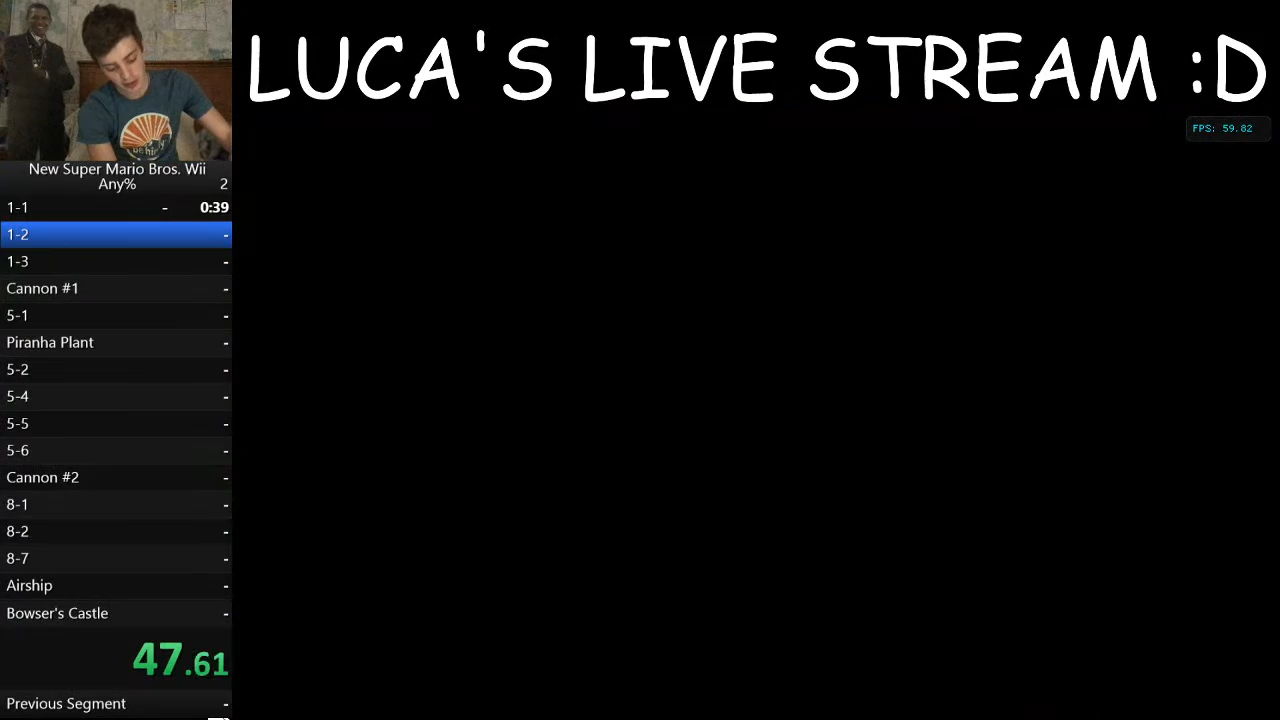 LUCA'S LIVE STREAM :D
FPS: 59.82
New Super Mario Bros. Wii
Any% 2
1-1 - 0:39
1-2 -
1-3 -
Cannon #1 -
5-1 -
Piranha Plant -
5-2 -
5-4 -
5-5 -
5-6 -
Cannon #2 -
8-1 -
8-2 -
8-7 -
Airship -
Bowser's Castle -
47.61
Previous Segment -